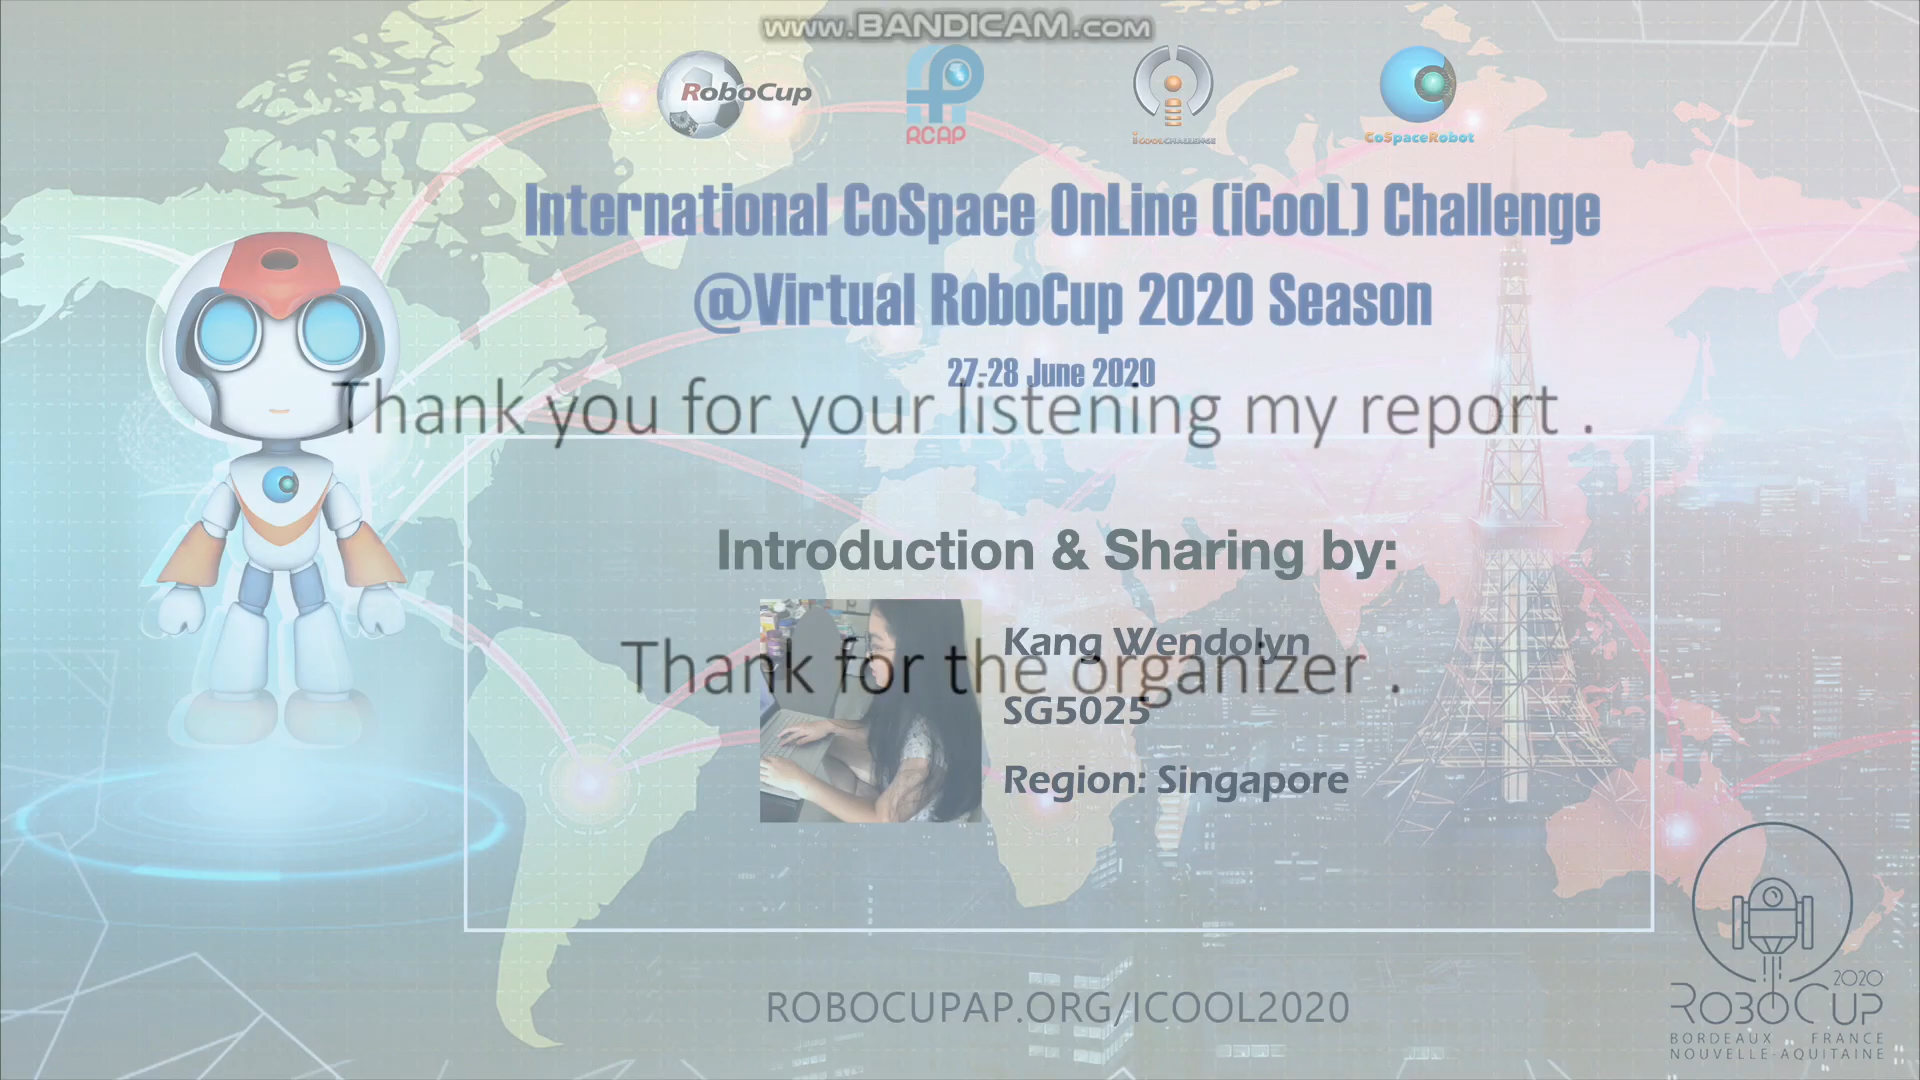 www.BANDICAM.com
RoboCup
RCAP
iCOOLCHALLENGE
CoSpaceRobot
International CoSpace OnLine (iCooL) Challenge
@Virtual RoboCup 2020 Season
27-28 June 2020
Thank you for your listening my report .
Introduction & Sharing by:
Kang Wendolyn
Thank for the organizer .
SG5025
Region: Singapore
ROBOCUPAP.ORG/ICOOL2020
2020
ROBOCUP
BORDEAUX FRANCE
NOUVELLE-AQUITAINE